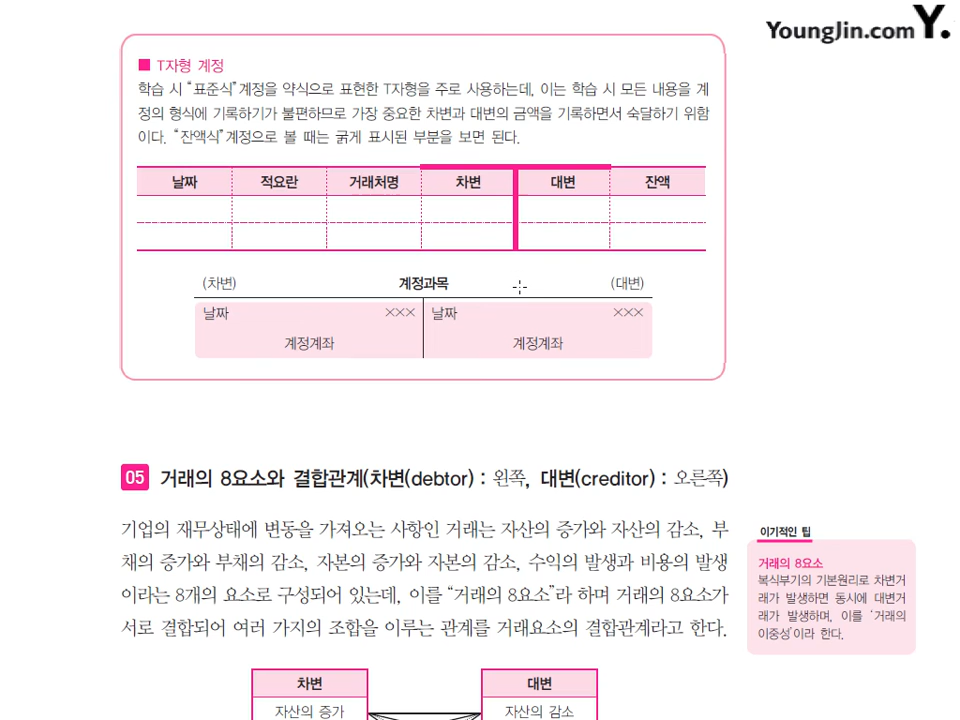 YoungJin.com Y.
■ T자형 계정
학습 시 “표준식”계정을 약식으로 표현한 T자형을 주로 사용하는데, 이는 학습 시 모든 내용을 계
정의 형식에 기록하기가 불편하므로 가장 중요한 차변과 대변의 금액을 기록하면서 숙달하기 위함
이다. “잔액식”계정으로 볼 때는 굵게 표시된 부분을 보면 된다.
날짜 적요란 거래처명 차변 대변 잔액
(차변) 계정과목 (대변)
날짜 ××× 날짜 ×××
계정계좌 계정계좌
05 거래의 8요소와 결합관계(차변(debtor) : 왼쪽, 대변(creditor) : 오른쪽)
기업의 재무상태에 변동을 가져오는 사항인 거래는 자산의 증가와 자산의 감소, 부
채의 증가와 부채의 감소, 자본의 증가와 자본의 감소, 수익의 발생과 비용의 발생
이라는 8개의 요소로 구성되어 있는데, 이를 “거래의 8요소”라 하며 거래의 8요소가
서로 결합되어 여러 가지의 조합을 이루는 관계를 거래요소의 결합관계라고 한다.
이기적인 팁
거래의 8요소
복식부기의 기본원리로 차변거
래가 발생하면 동시에 대변거
래가 발생하며, 이를 ‘거래의
이중성’이라 한다.
차변 대변
자산의 증가 자산의 감소